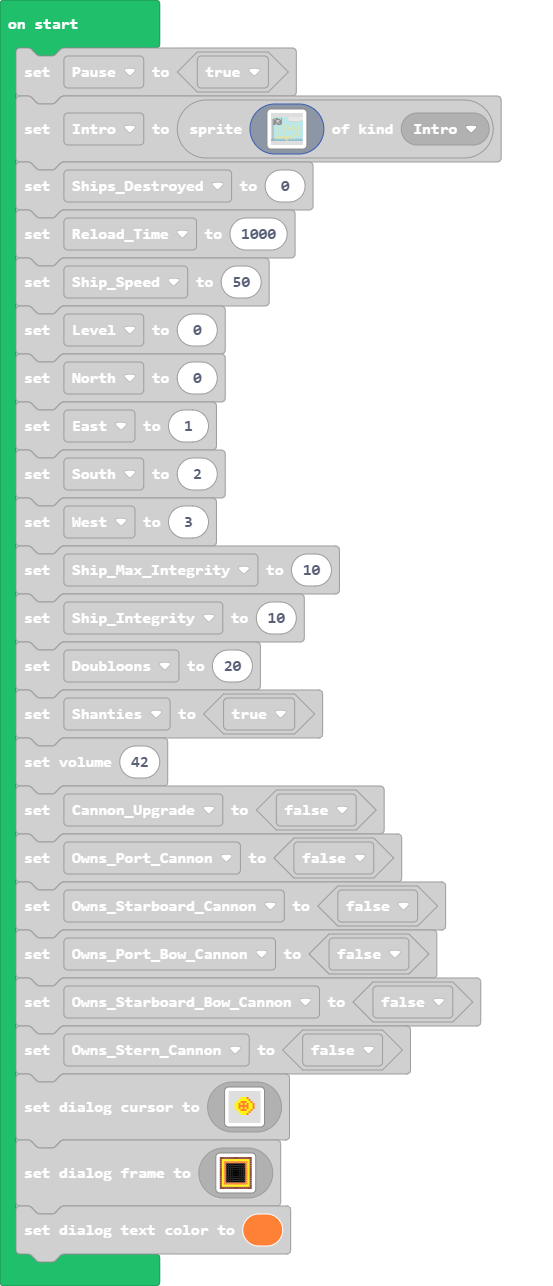 on start
set Pause to true
set Intro to sprite of kind Intro
set Ships_Destroyed to 0
set Reload_Time to 1000
set Ship_Speed to 50
set Level to 0
set North to 0
set East to 1
set South to 2
set West to 3
set Ship_Max_Integrity to 10
set Ship_Integrity to 10
set Doubloons to 20
set Shanties to true
set volume 42
set Cannon_Upgrade to false
set Owns_Port_Cannon to false
set Owns_Starboard_Cannon to false
set Owns_Port_Bow_Cannon to false
set Owns_Starboard_Bow_Cannon to false
set Owns_Stern_Cannon to false
set dialog cursor to
set dialog frame to
set dialog text color to